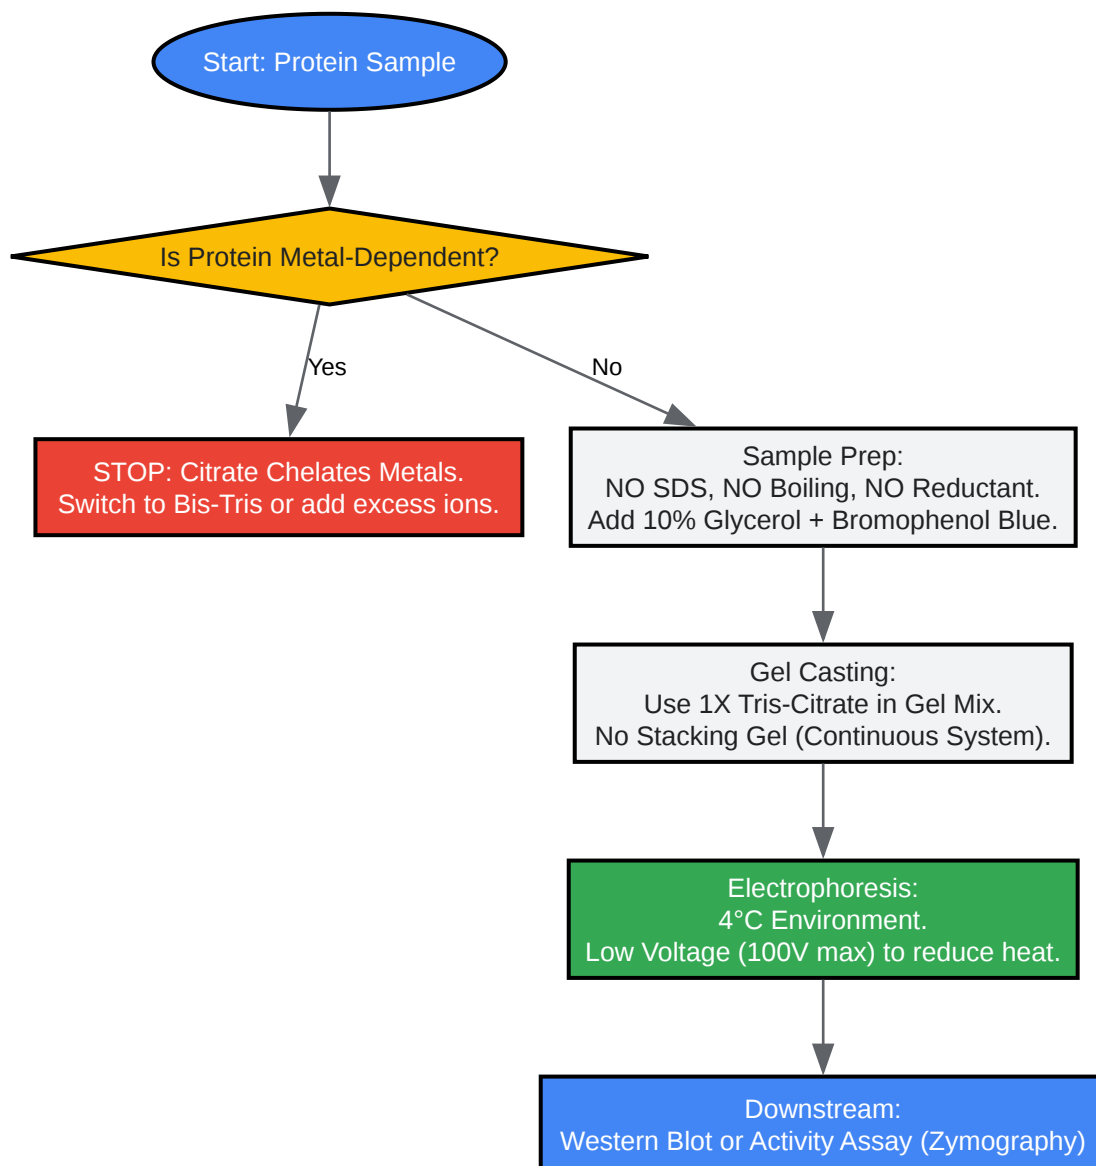 Start: Protein Sample
Is Protein Metal-Dependent?
Yes
No
STOP: Citrate Chelates Metals.
Switch to Bis-Tris or add excess ions.
Sample Prep:
NO SDS, NO Boiling, NO Reductant.
Add 10% Glycerol + Bromophenol Blue.
Gel Casting:
Use 1X Tris-Citrate in Gel Mix.
No Stacking Gel (Continuous System).
Electrophoresis:
4°C Environment.
Low Voltage (100V max) to reduce heat.
Downstream:
Western Blot or Activity Assay (Zymography)